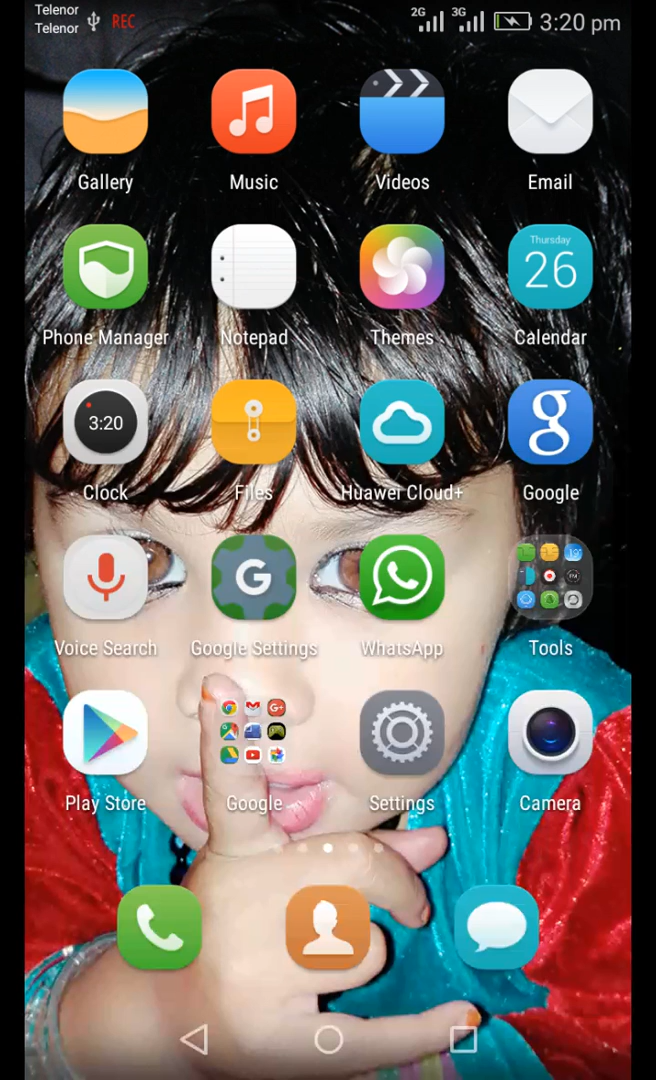 Telenor
Telenor
REC
2G
3G
3:20 pm
Gallery
Music
Videos
Email
Thursday
26
Phone Manager
Notepad
Themes
Calendar
3:20
Clock
Files
Huawei Cloud+
g
Google
G
Voice Search
Google Settings
WhatsApp
Tools
Play Store
Google
Settings
Camera